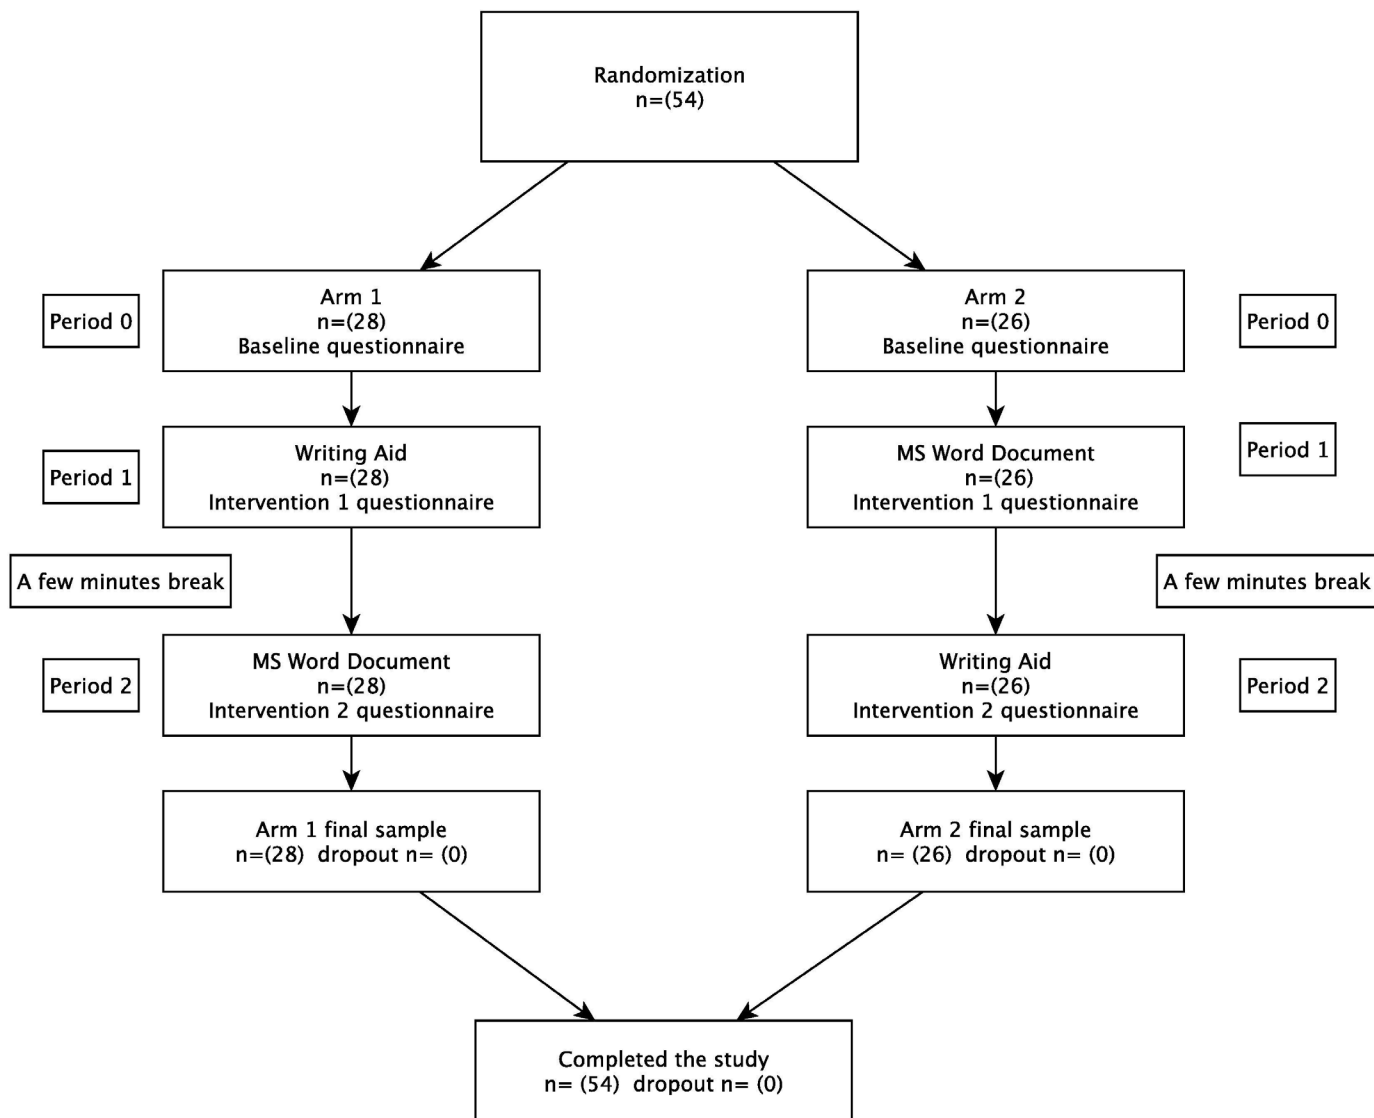 Randomization
n=(54)
Period 0
Arm 1
n=(28)
Baseline questionnaire
Arm 2
n=(26)
Baseline questionnaire
Period 0
Period 1
Writing Aid
n=(28)
Intervention 1 questionnaire
MS Word Document
n=(26)
Intervention 1 questionnaire
Period 1
A few minutes break
A few minutes break
Period 2
MS Word Document
n=(28)
Intervention 2 questionnaire
Writing Aid
n=(26)
Intervention 2 questionnaire
Period 2
Arm 1 final sample
n=(28)  dropout n= (0)
Arm 2 final sample
n= (26)  dropout n= (0)
Completed the study
n= (54)  dropout n= (0)